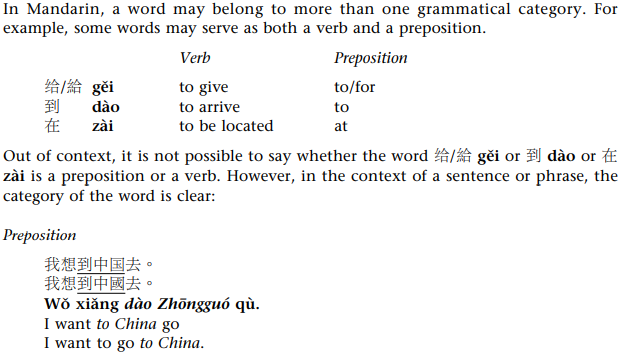 In Mandarin, a word may belong to more than one grammatical category. For
example, some words may serve as both a verb and a preposition.
Verb Preposition
给/給 gěi to give to/for
到 dào to arrive to
在 zài to be located at
Out of context, it is not possible to say whether the word 给/給 gěi or 到 dào or 在
zài is a preposition or a verb. However, in the context of a sentence or phrase, the
category of the word is clear:
Preposition
我想到中国去。
我想到中國去。
Wǒ xiǎng dào Zhōngguó qù.
I want to China go
I want to go to China.